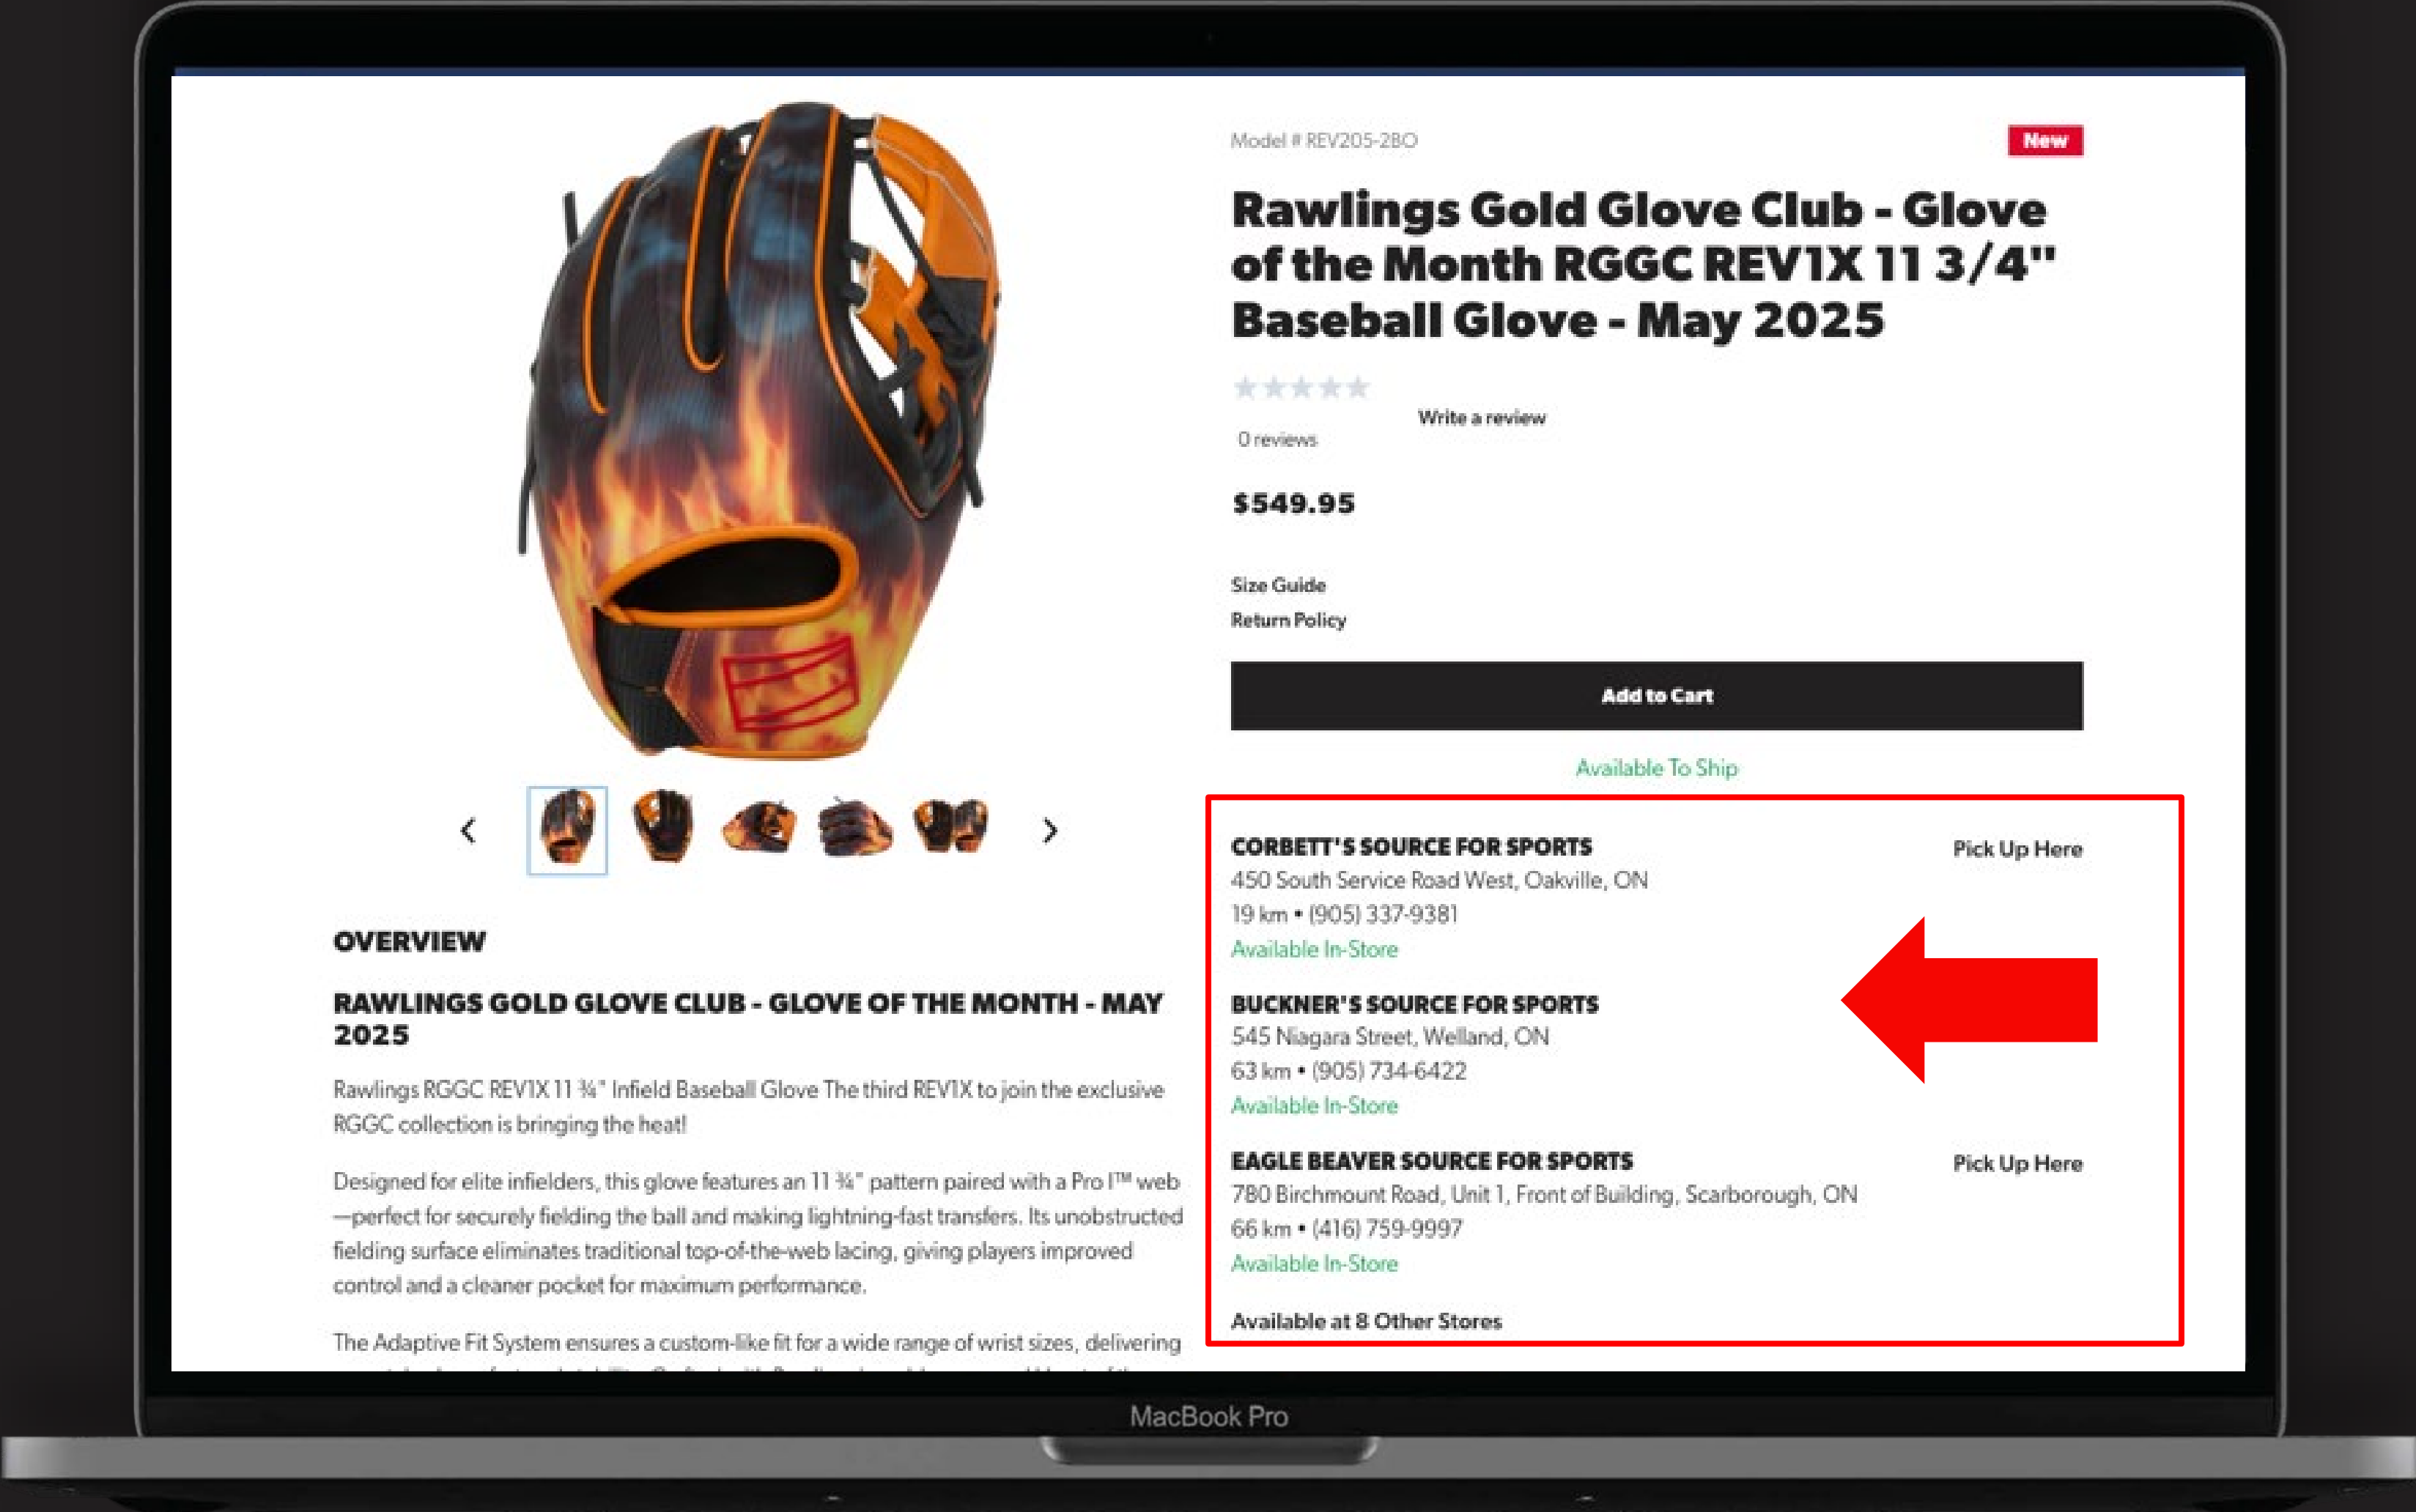 Model # REV205-2BO
New
Rawlings Gold Glove Club - Glove
of the Month RGGC REV1X 11 3/4"
Baseball Glove - May 2025
Write a review
0 reviews
$549.95
Size Guide
Return Policy
Add to Cart
Available To Ship
CORBETT'S SOURCE FOR SPORTS
Pick Up Here
450 South Service Road West, Oakville, ON
19 km • (905) 337-9381
Available In-Store
BUCKNER'S SOURCE FOR SPORTS
545 Niagara Street, Welland, ON
63 km • (905) 734-6422
Available In-Store
EAGLE BEAVER SOURCE FOR SPORTS
Pick Up Here
780 Birchmount Road, Unit 1, Front of Building, Scarborough, ON
66 km • (416) 759-9997
Available In-Store
Available at 8 Other Stores
OVERVIEW
RAWLINGS GOLD GLOVE CLUB - GLOVE OF THE MONTH - MAY
2025
Rawlings RGGC REV1X 11 ¾" Infield Baseball Glove The third REV1X to join the exclusive
RGGC collection is bringing the heat!
Designed for elite infielders, this glove features an 11 ¾" pattern paired with a Pro I™ web
—perfect for securely fielding the ball and making lightning-fast transfers. Its unobstructed
fielding surface eliminates traditional top-of-the-web lacing, giving players improved
control and a cleaner pocket for maximum performance.
The Adaptive Fit System ensures a custom-like fit for a wide range of wrist sizes, delivering
MacBook Pro